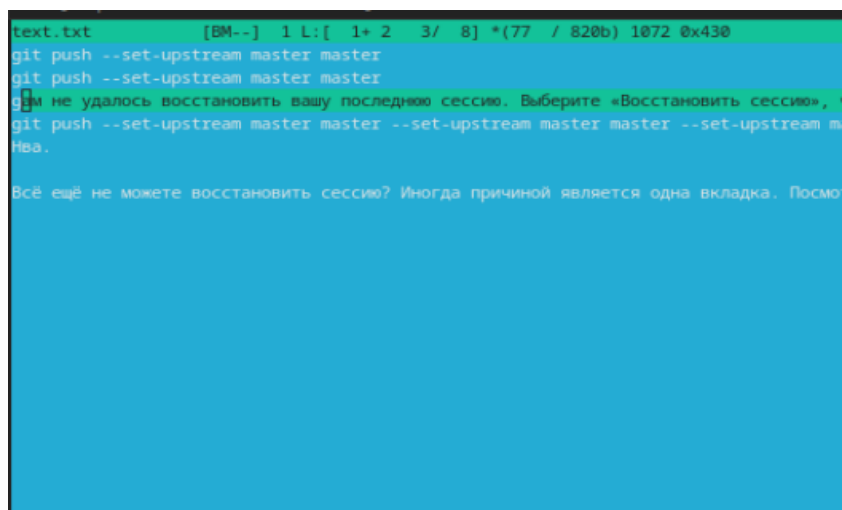 text.txt [BM--] 1 L:[ 1+ 2 3/ 8] *(77 / 820b) 1072 0x430
git push --set-upstream master master
git push --set-upstream master master
gам не удалось восстановить вашу последнюю сессию. Выберите «Восстановить сессию»,
git push --set-upstream master master --set-upstream master master --set-upstream ma
Нва.
Всё ещё не можете восстановить сессию? Иногда причиной является одна вкладка. Посмо